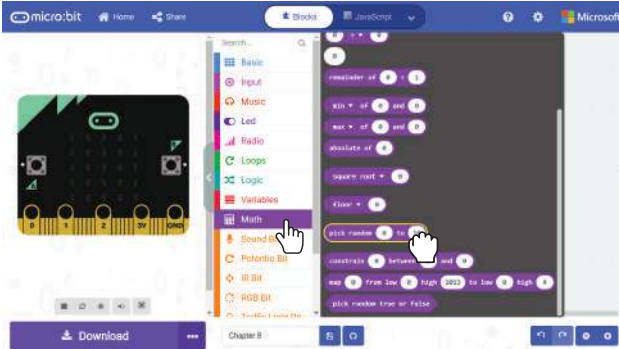 micro:bit Home Share Blocks JavaScript Microsoft
Search...
Basic
Input
Music
Led
Radio
Loops
Logic
Variables
Math
Sound Bit
IR Bit
RGB Bit
0
remainder of 0 ÷ 1
min of 0 and 0
max of 0 and 0
absolute of 0
square root 0
floor 0
pick random 0 to
constrain 0 between and 0
map 0 from low 0 high 1023 to low 0 high 4
pick random true or false
0 1 2 3V GND
Download
Chapter 8